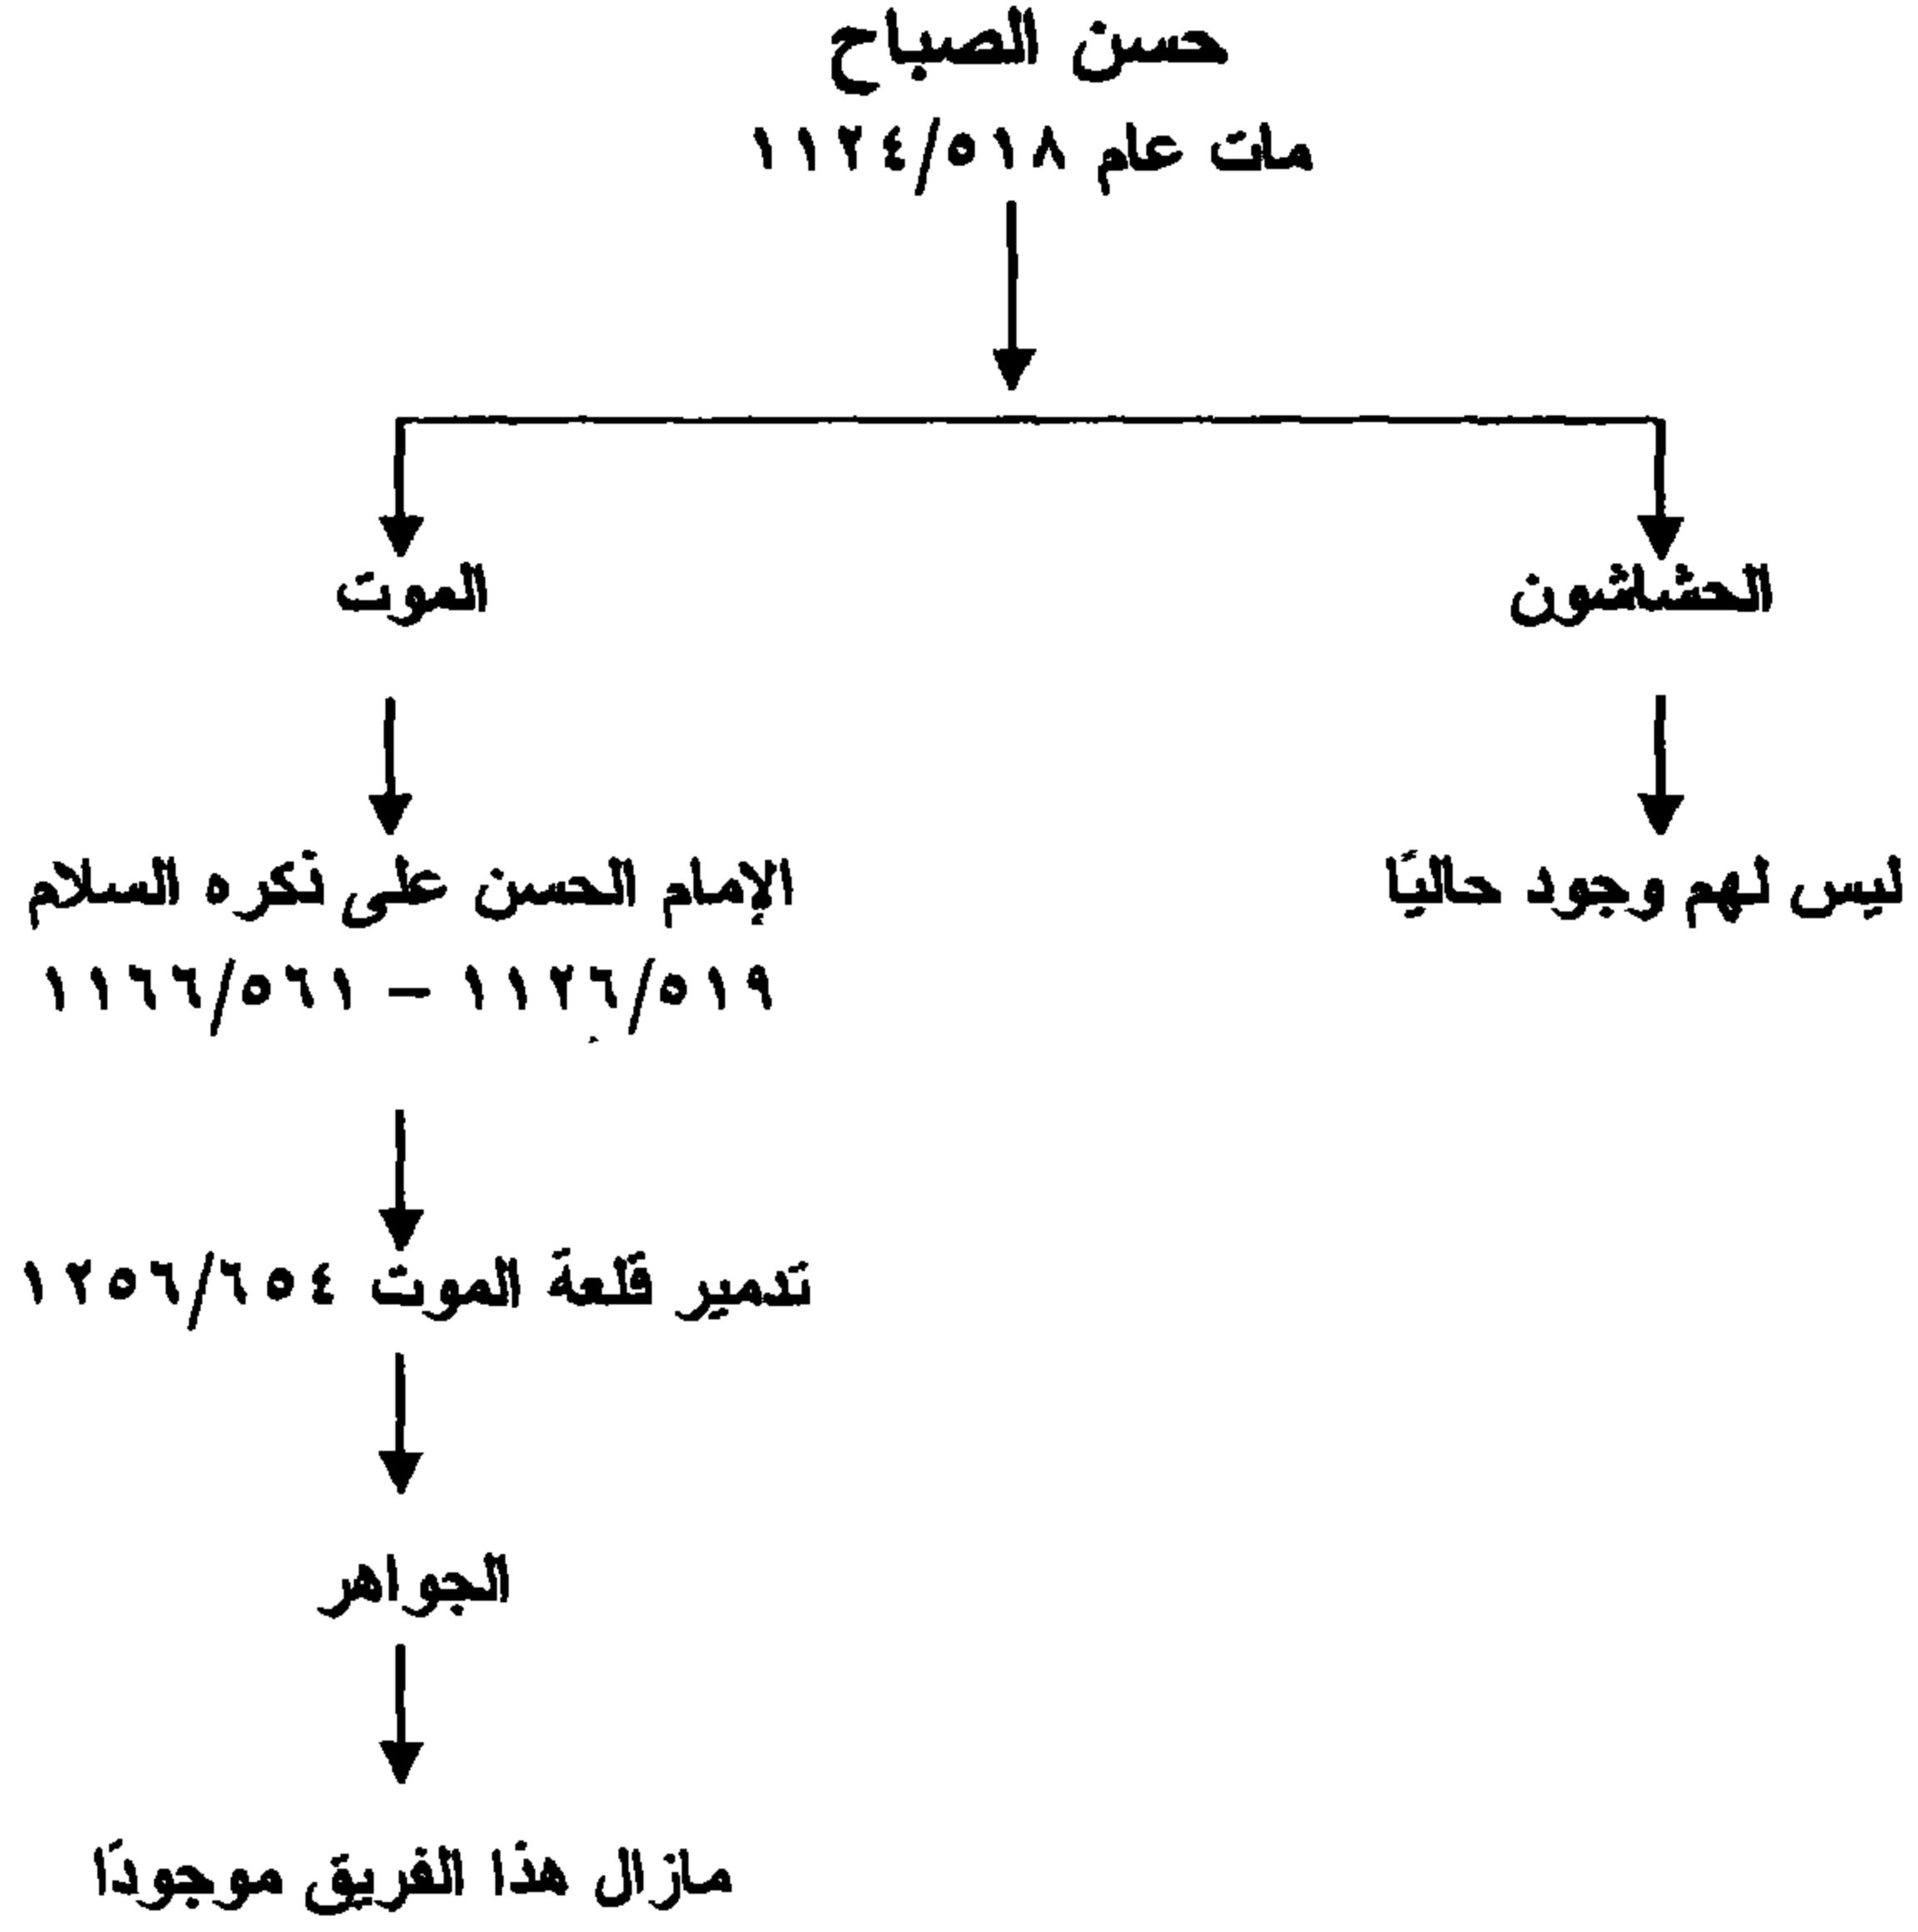 حسن الصباح
مات عام ٥١٨/١١٢٤
الحشاشون
الموت
ليس لهم وجود حاليًا
الإمام الحسن على ذكره السلام
٥١٩/١١٢٦ – ٥٦١/١١٦٦
تدمير قلعة الموت ٦٥٤/١٢٥٦
الجواهر
مازال هذا الفريق موجودًا